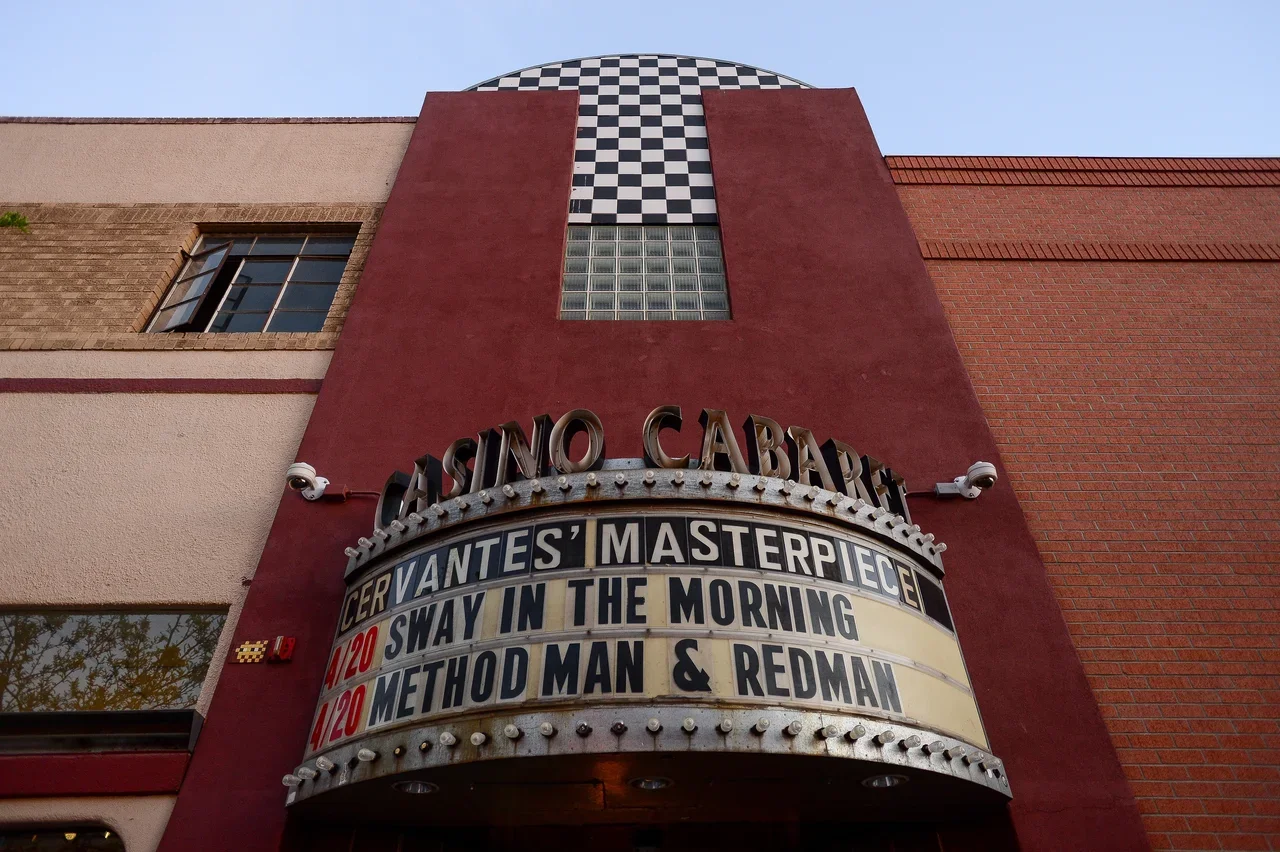 CASINO CABARET
CERVANTES' MASTERPIECE
4/20 SWAY IN THE MORNING
4/20 METHOD MAN & REDMAN